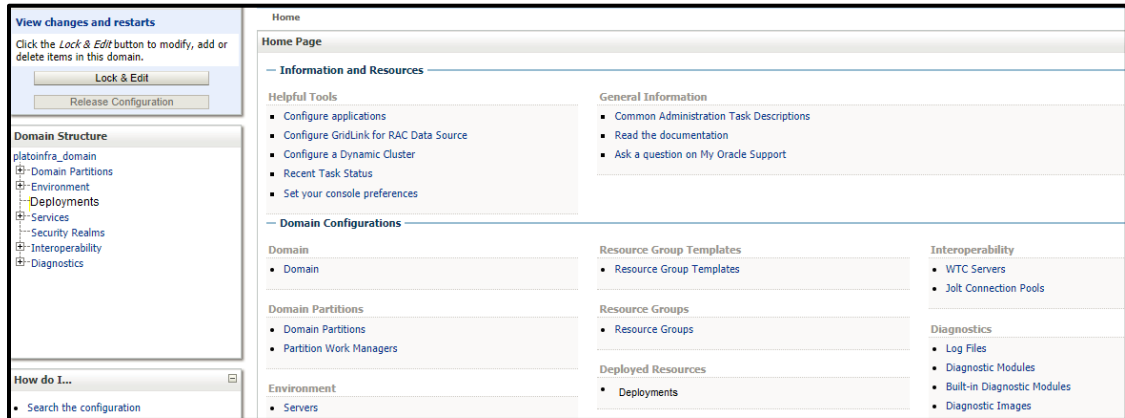 View changes and restarts
Click the Lock & Edit button to modify, add or
delete items in this domain.
Lock & Edit
Release Configuration
Domain Structure
platoinfra_domain
Domain Partitions
Environment
Deployments
Services
Security Realms
Interoperability
Diagnostics
How do I...
Search the configuration
Home
Home Page
Information and Resources
Helpful Tools
Configure applications
Configure GridLink for RAC Data Source
Configure a Dynamic Cluster
Recent Task Status
Set your console preferences
General Information
Common Administration Task Descriptions
Read the documentation
Ask a question on My Oracle Support
Domain Configurations
Domain
Domain
Domain Partitions
Domain Partitions
Partition Work Managers
Environment
Servers
Resource Group Templates
Resource Group Templates
Resource Groups
Resource Groups
Deployed Resources
Deployments
Interoperability
WTC Servers
Jolt Connection Pools
Diagnostics
Log Files
Diagnostic Modules
Built-in Diagnostic Modules
Diagnostic Images